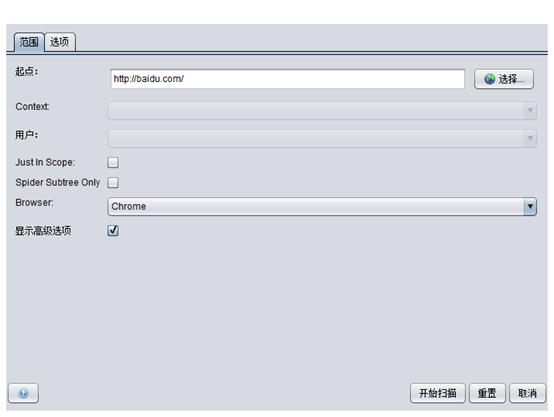 范围 选项
起点: http://baidu.com/ 选择...
Context:
用户:
Just In Scope:
Spider Subtree Only
Browser: Chrome
显示高级选项
? 开始扫描 重置 取消